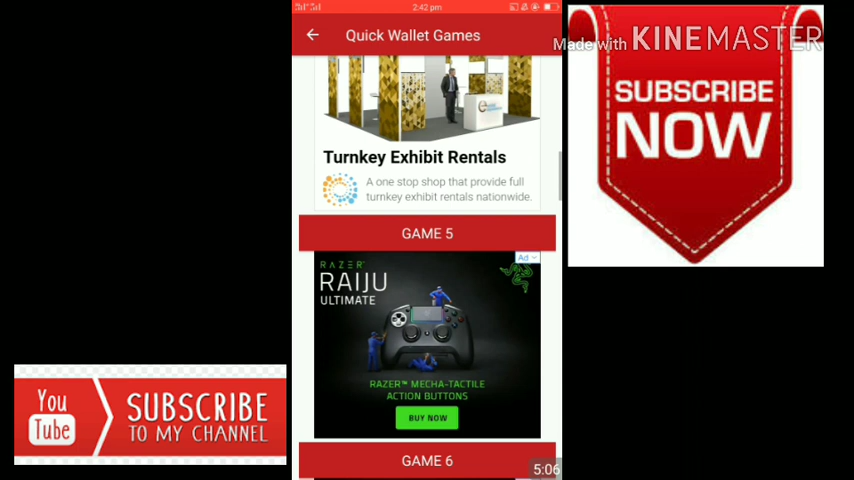 2:42 pm
Quick Wallet Games
Made with KINEMASTER
SUBSCRIBE
NOW
Turnkey Exhibit Rentals
A one stop shop that provide full
turnkey exhibit rentals nationwide.
GAME 5
Ad
RAZER
RAIJU
ULTIMATE
RAZER™ MECHA-TACTILE
ACTION BUTTONS
BUY NOW
You
Tube
SUBSCRIBE
TO MY CHANNEL
GAME 6
5:06